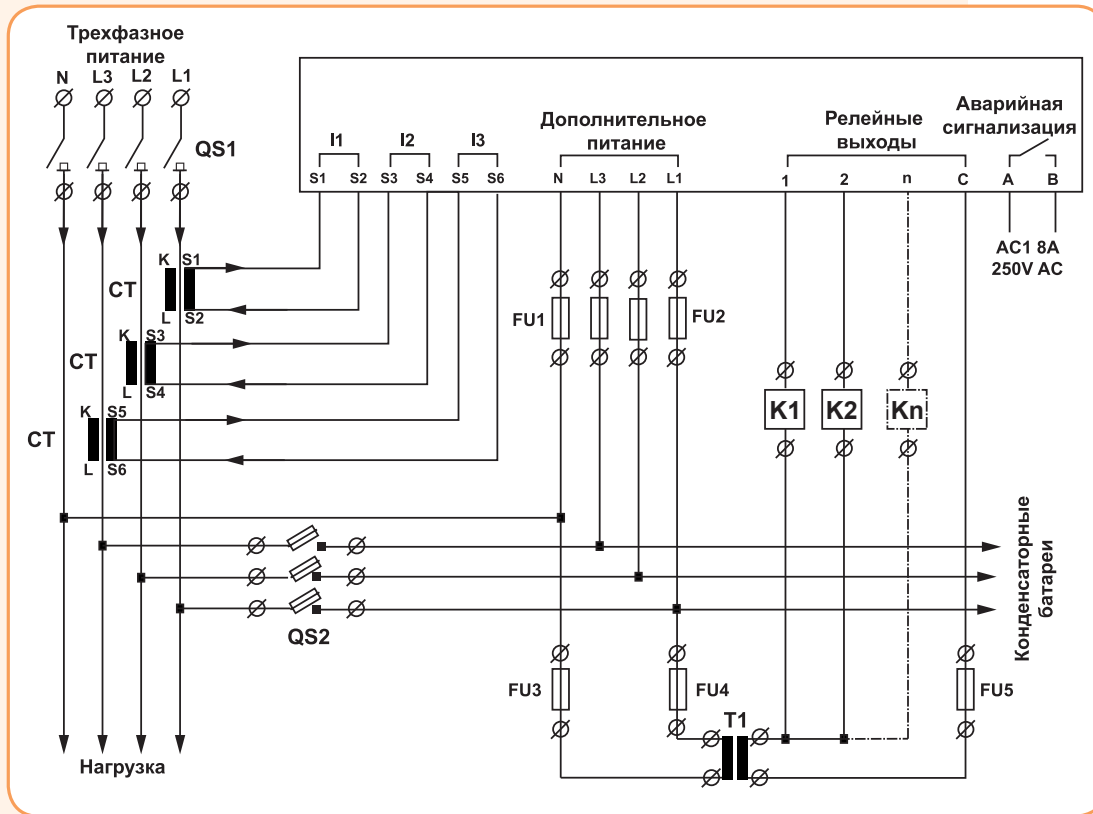 Трехфазное
питание
N L3 L2 L1
QS1
I1 I2 I3
S1 S2 S3 S4 S5 S6
Дополнительное
питание
N L3 L2 L1
Релейные
выходы
1 2 n C
Аварийная
сигнализация
A B
AC1 8A
250V AC
K S1
CT
L S2
K S3
CT
L S4
K S5
CT
L S6
FU1 FU2
K1 K2 Kn
QS2
Конденсаторные
батареи
FU3 FU4 FU5
T1
Нагрузка